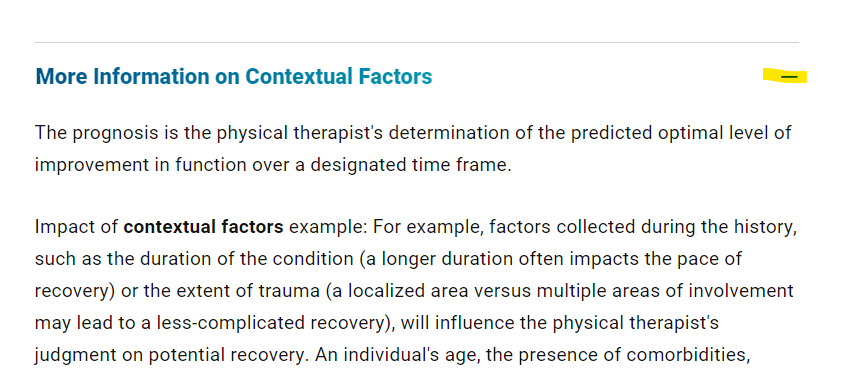 More Information on Contextual Factors
The prognosis is the physical therapist's determination of the predicted optimal level of
improvement in function over a designated time frame.
Impact of contextual factors example: For example, factors collected during the history,
such as the duration of the condition (a longer duration often impacts the pace of
recovery) or the extent of trauma (a localized area versus multiple areas of involvement
may lead to a less-complicated recovery), will influence the physical therapist's
judgment on potential recovery. An individual's age, the presence of comorbidities,